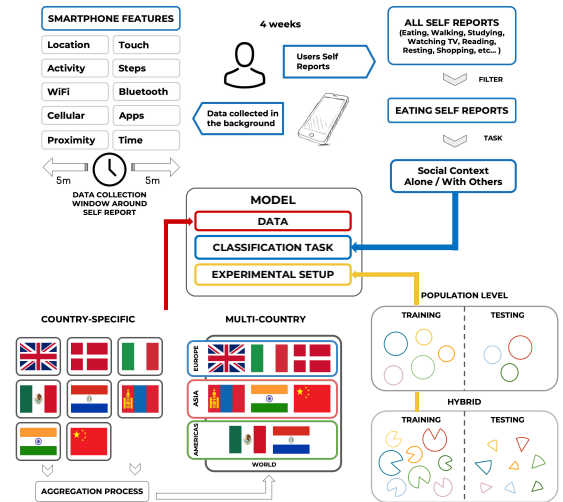 SMARTPHONE FEATURES
Location
Touch
Activity
Steps
WiFi
Bluetooth
Cellular
Apps
Proximity
Time
5m
5m
DATA COLLECTION
WINDOW AROUND
SELF REPORT
4 weeks
Users Self
Reports
Data collected in
the background
ALL SELF REPORTS
(Eating, Walking, Studying,
Watching TV, Reading,
Resting, Shopping, etc... )
FILTER
EATING SELF REPORTS
TASK
Social Context
Alone / With Others
MODEL
DATA
CLASSIFICATION TASK
EXPERIMENTAL SETUP
COUNTRY-SPECIFIC
MULTI-COUNTRY
EUROPE
ASIA
AMERICAS
WORLD
AGGREGATION PROCESS
POPULATION LEVEL
TRAINING
TESTING
HYBRID
TRAINING
TESTING